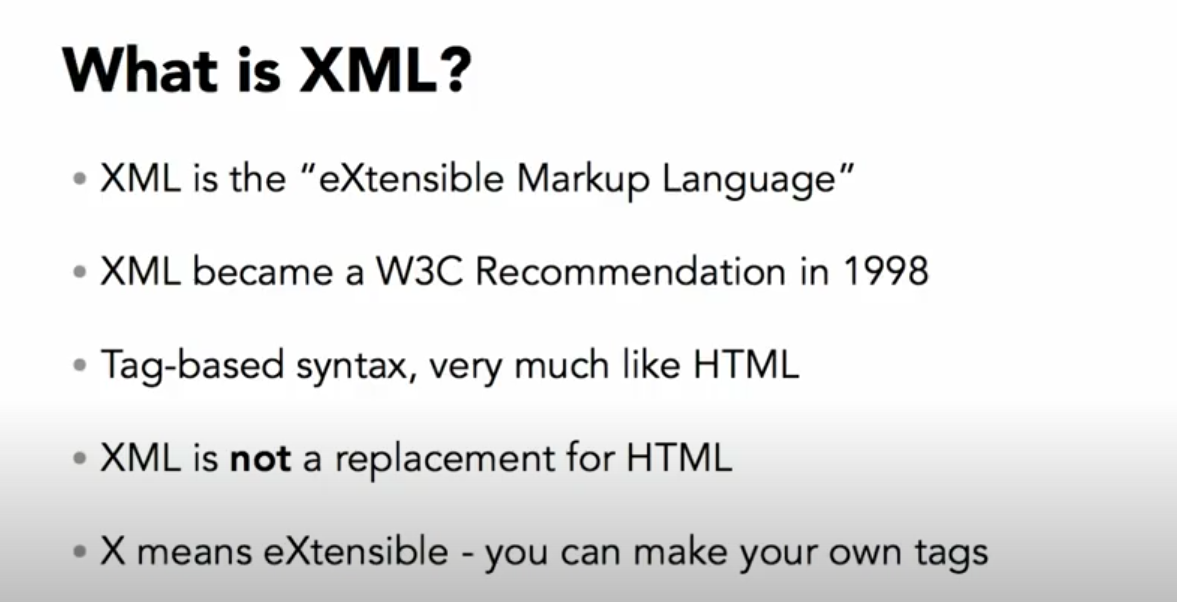 What is XML?
• XML is the “eXtensible Markup Language”
• XML became a W3C Recommendation in 1998
• Tag-based syntax, very much like HTML
• XML is not a replacement for HTML
• X means eXtensible - you can make your own tags